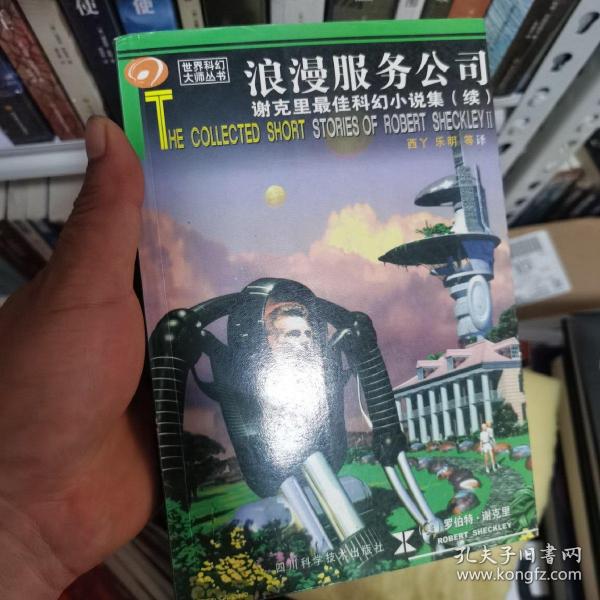 世界科幻
大师丛书
浪漫服务公司
谢克里最佳科幻小说集(续)
THE COLLECTED SHORT STORIES OF ROBERT SHECKLEY II
西丫 乐明 等译
罗伯特·谢克里
ROBERT SHECKLEY
四川科学技术出版社
孔夫子旧书网
www.kongfz.com
便